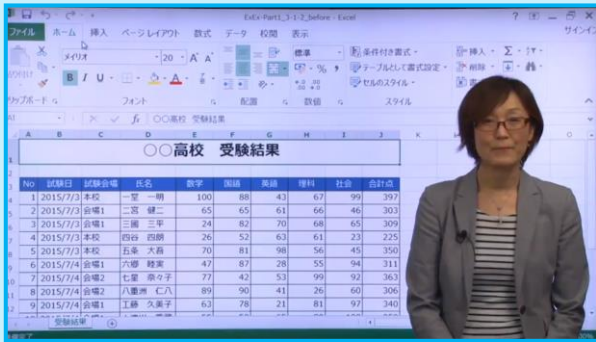 ExEx-Part1_3-1-2_before - Excel
ファイル ホーム 挿入 ページレイアウト 数式 データ 校閲 表示 サインイン
メイリオ 20 A A 標準 条件付き書式 挿入 Σ
B I U A % テーブルとして書式設定 削除
セルのスタイル
フォント 配置 数値 スタイル
fx ○○高校 受験結果
A B C D E F G H I J K O
○○高校 受験結果
No 試験日 試験会場 氏名 数学 国語 英語 理科 社会 合計点
1 2015/7/3 本校 一堂 一明 100 88 43 67 99 397
2 2015/7/3 会場1 二宮 健二 65 65 61 66 46 303
3 2015/7/3 会場1 三國 三平 24 82 70 68 65 309
4 2015/7/3 本校 四谷 四朗 26 52 63 61 23 225
5 2015/7/3 本校 五条 大吾 70 81 98 56 45 350
6 2015/7/4 会場1 六郷 睦実 47 87 28 55 94 311
7 2015/7/4 会場2 七星 奈々子 77 42 53 99 92 363
8 2015/7/4 会場2 八重洲 仁八 89 90 41 26 60 306
9 2015/7/4 会場1 工藤 久美子 63 78 21 81 97 340
受験結果